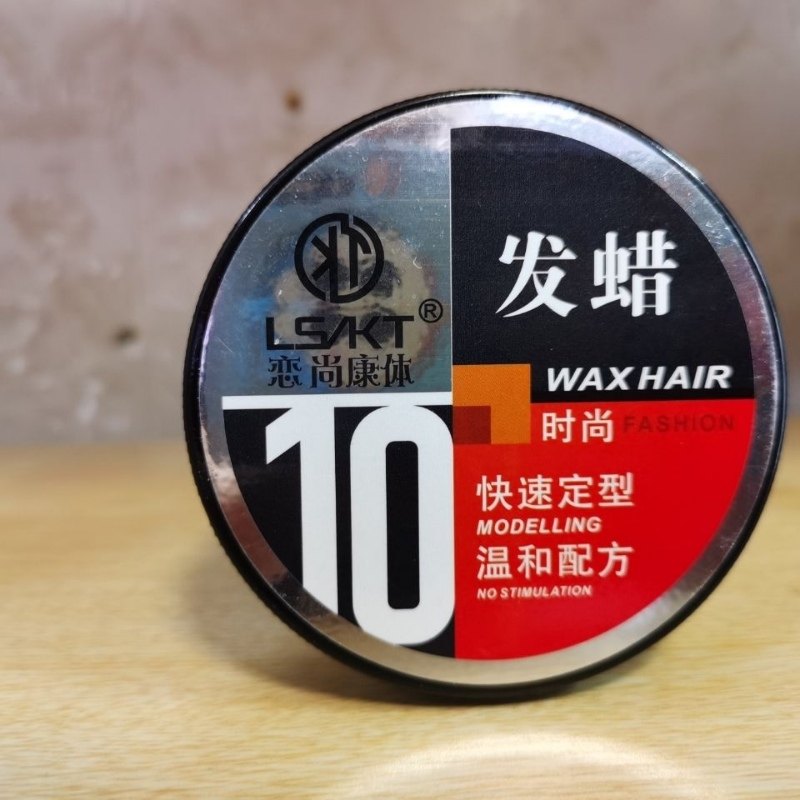 LSKT®
恋尚康体
发蜡
WAX HAIR
时尚 FASHION
10
快速定型
MODELLING
温和配方
NO STIMULATION